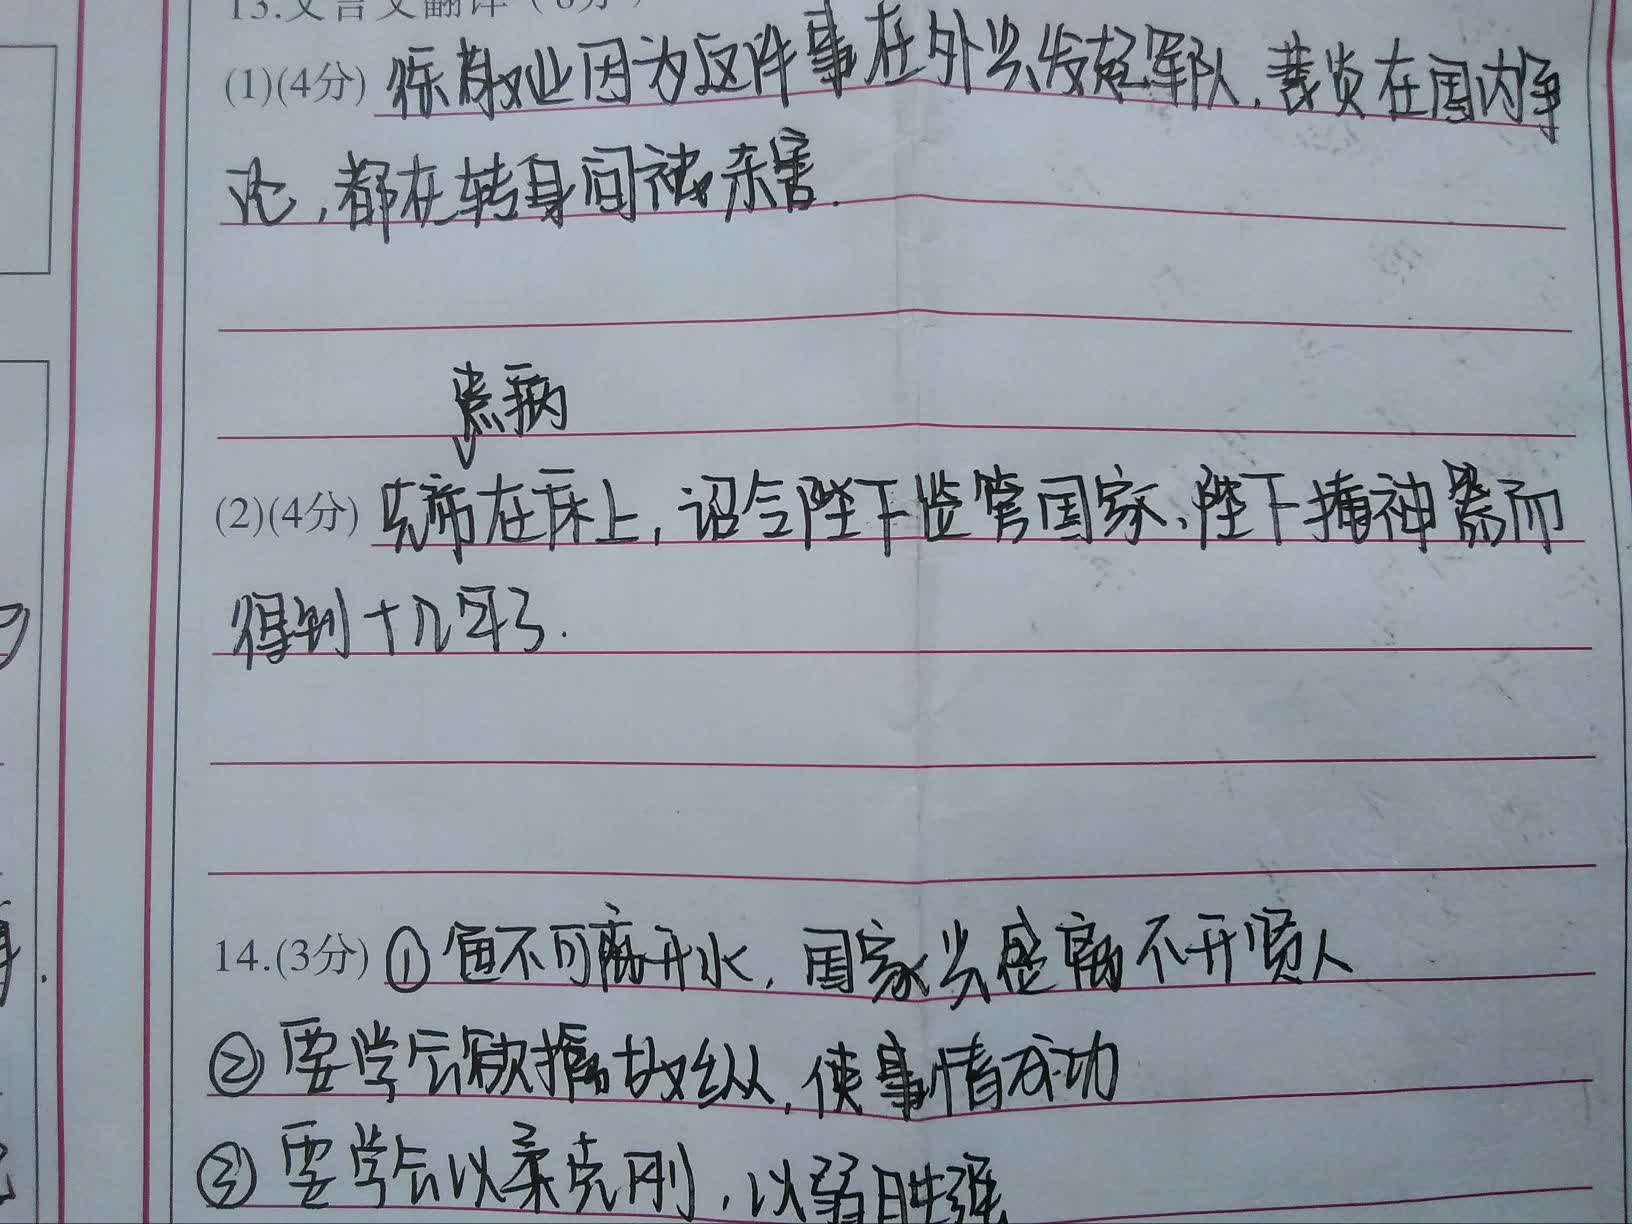 13.文言文翻译(8分)
(1)(4分) 徐敬业因为这件事在外头发起军队,裴炎在国内争
论,都在转身间被杀害.
患病
(2)(4分) 先帝在床上,诏令陛下监管国家、陛下掩神器而
得到十几年了.
14.(3分) ① 鱼不可离开水,国家当应离不开贤人
② 要学会欲擒故纵,使事情成功
③ 要学会以柔克刚,以弱胜强